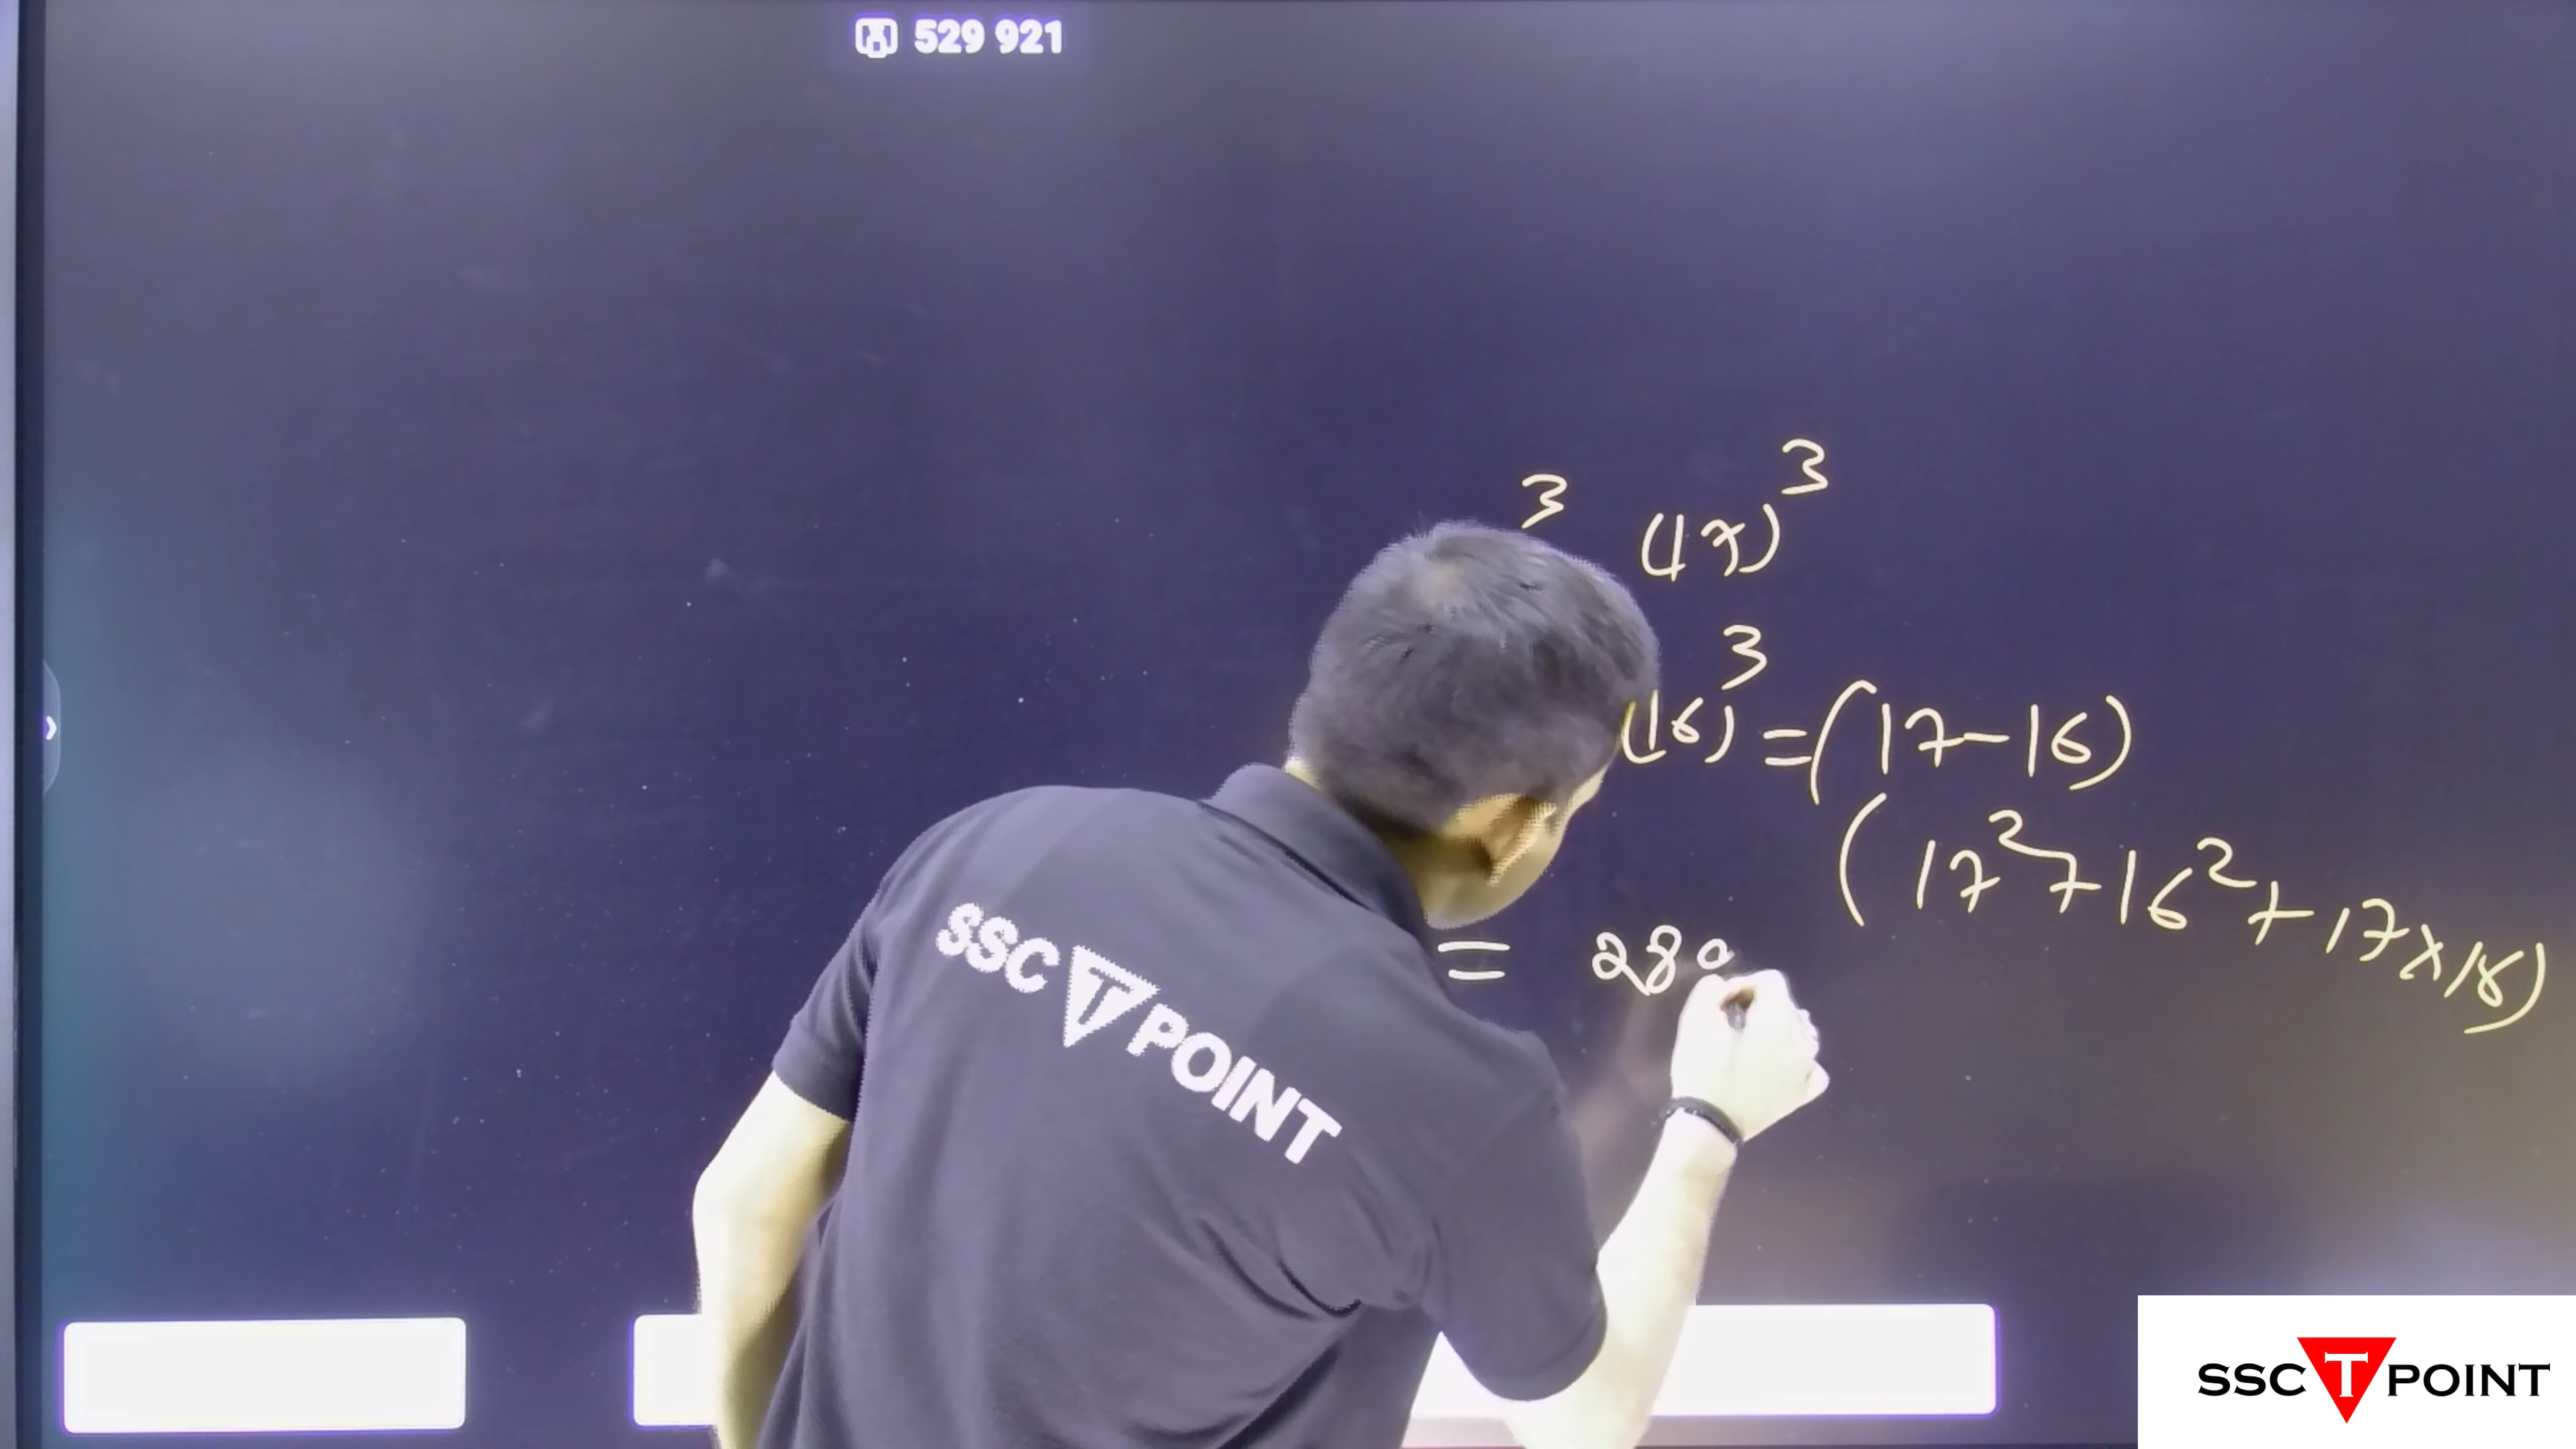 529 921
3 (17)³
(16)³ = (17-16)
(17² + 16² + 17×16)
= 289
SSC T POINT
SSC T POINT